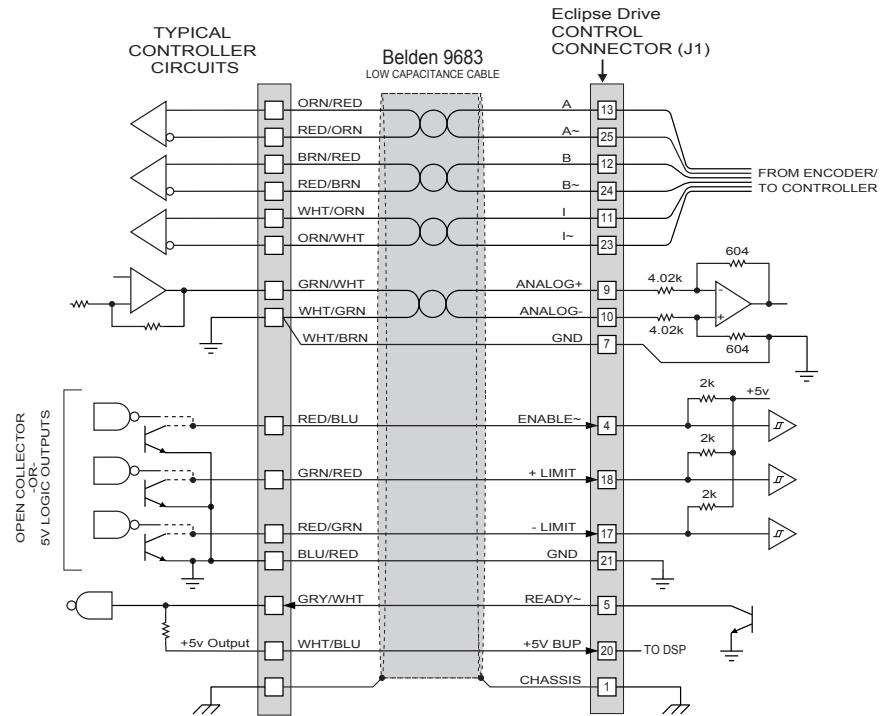 TYPICAL
CONTROLLER
CIRCUITS
Belden 9683
LOW CAPACITANCE CABLE
Eclipse Drive
CONTROL
CONNECTOR (J1)
ORN/RED A 13
RED/ORN A~ 25
BRN/RED B 12
RED/BRN B~ 24
WHT/ORN I 11
ORN/WHT I~ 23
FROM ENCODER/
TO CONTROLLER
604
GRN/WHT ANALOG+ 9 4.02k -
WHT/GRN ANALOG- 10 4.02k +
WHT/BRN GND 7 604
OPEN COLLECTOR
-OR-
5V LOGIC OUTPUTS
2k +5v
RED/BLU ENABLE~ 4
2k
GRN/RED + LIMIT 18
2k
RED/GRN - LIMIT 17
BLU/RED GND 21
GRY/WHT READY~ 5
+5v Output WHT/BLU +5V BUP 20 TO DSP
CHASSIS 1